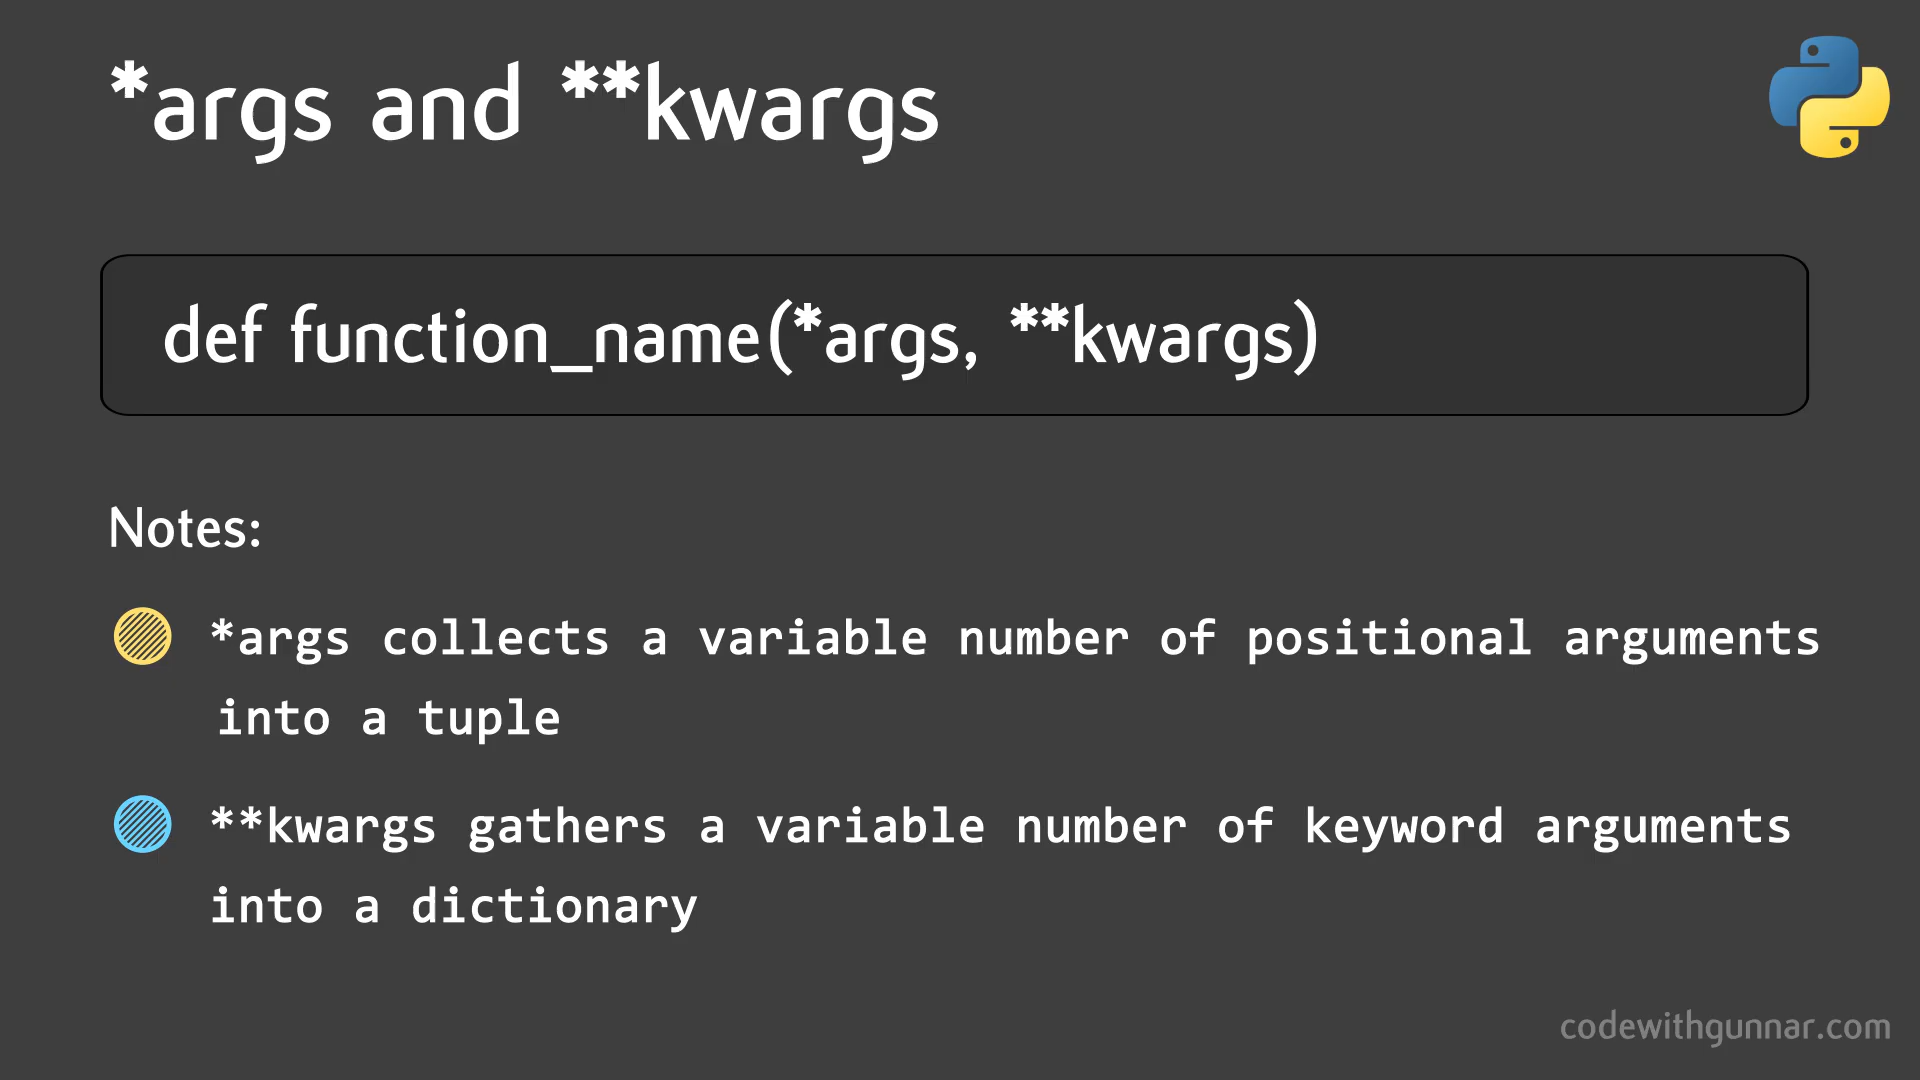 *args and **kwargs
def function_name(*args, **kwargs)
Notes:
*args collects a variable number of positional arguments
into a tuple
**kwargs gathers a variable number of keyword arguments
into a dictionary
codewithgunnar.com